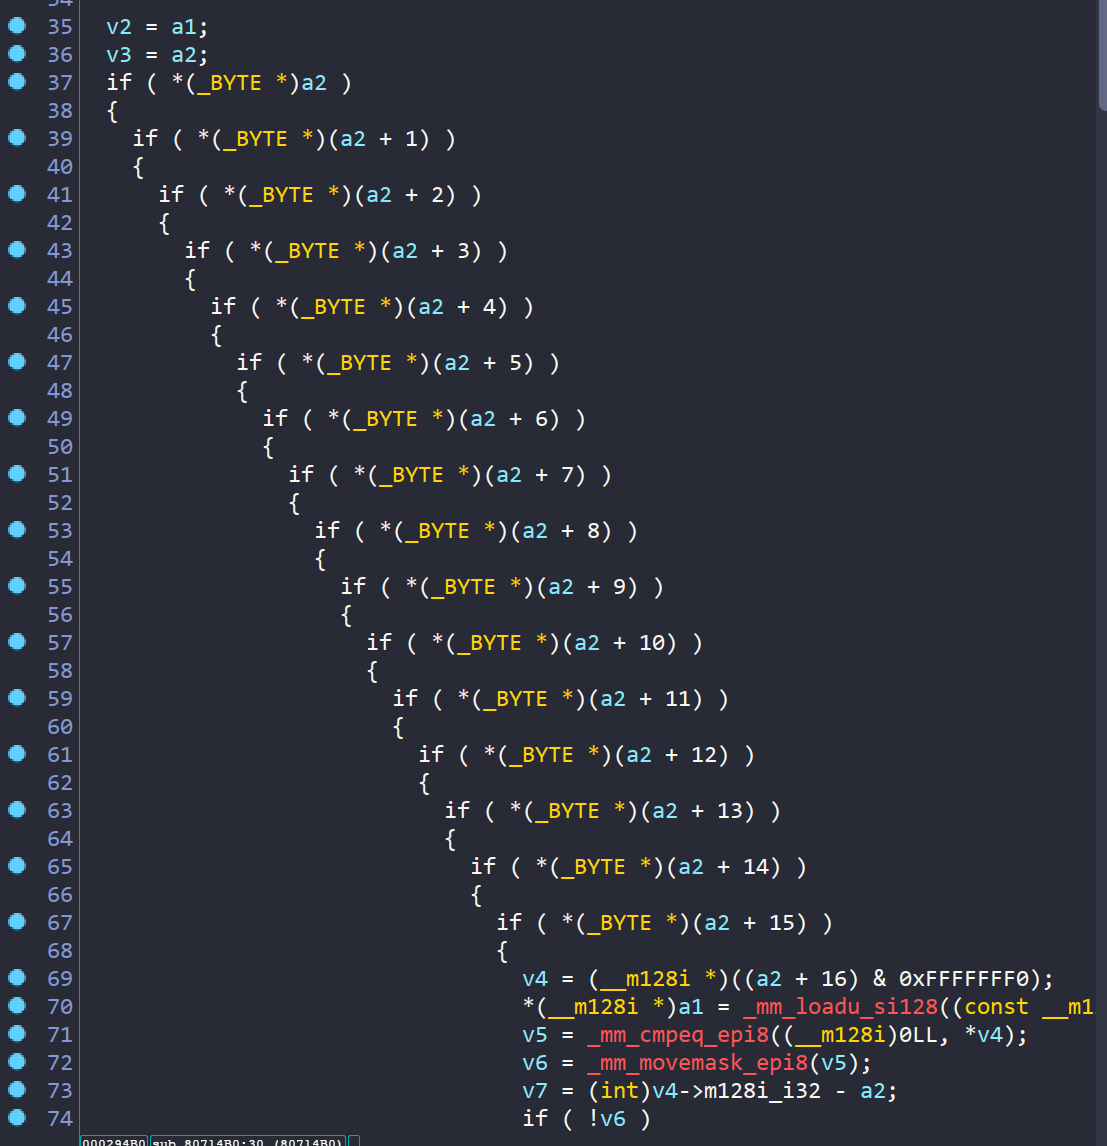 35 v2 = a1;
36 v3 = a2;
37 if ( *(_BYTE *)a2 )
38 {
39 if ( *(_BYTE *)(a2 + 1) )
40 {
41 if ( *(_BYTE *)(a2 + 2) )
42 {
43 if ( *(_BYTE *)(a2 + 3) )
44 {
45 if ( *(_BYTE *)(a2 + 4) )
46 {
47 if ( *(_BYTE *)(a2 + 5) )
48 {
49 if ( *(_BYTE *)(a2 + 6) )
50 {
51 if ( *(_BYTE *)(a2 + 7) )
52 {
53 if ( *(_BYTE *)(a2 + 8) )
54 {
55 if ( *(_BYTE *)(a2 + 9) )
56 {
57 if ( *(_BYTE *)(a2 + 10) )
58 {
59 if ( *(_BYTE *)(a2 + 11) )
60 {
61 if ( *(_BYTE *)(a2 + 12) )
62 {
63 if ( *(_BYTE *)(a2 + 13) )
64 {
65 if ( *(_BYTE *)(a2 + 14) )
66 {
67 if ( *(_BYTE *)(a2 + 15) )
68 {
69 v4 = (__m128i *)((a2 + 16) & 0xFFFFFFF0);
70 *(__m128i *)a1 = _mm_loadu_si128((const __m1
71 v5 = _mm_cmpeq_epi8((__m128i)0LL, *v4);
72 v6 = _mm_movemask_epi8(v5);
73 v7 = (int)v4->m128i_i32 - a2;
74 if ( !v6 )
000294B0 sub_80714B0:30 (80714B0)